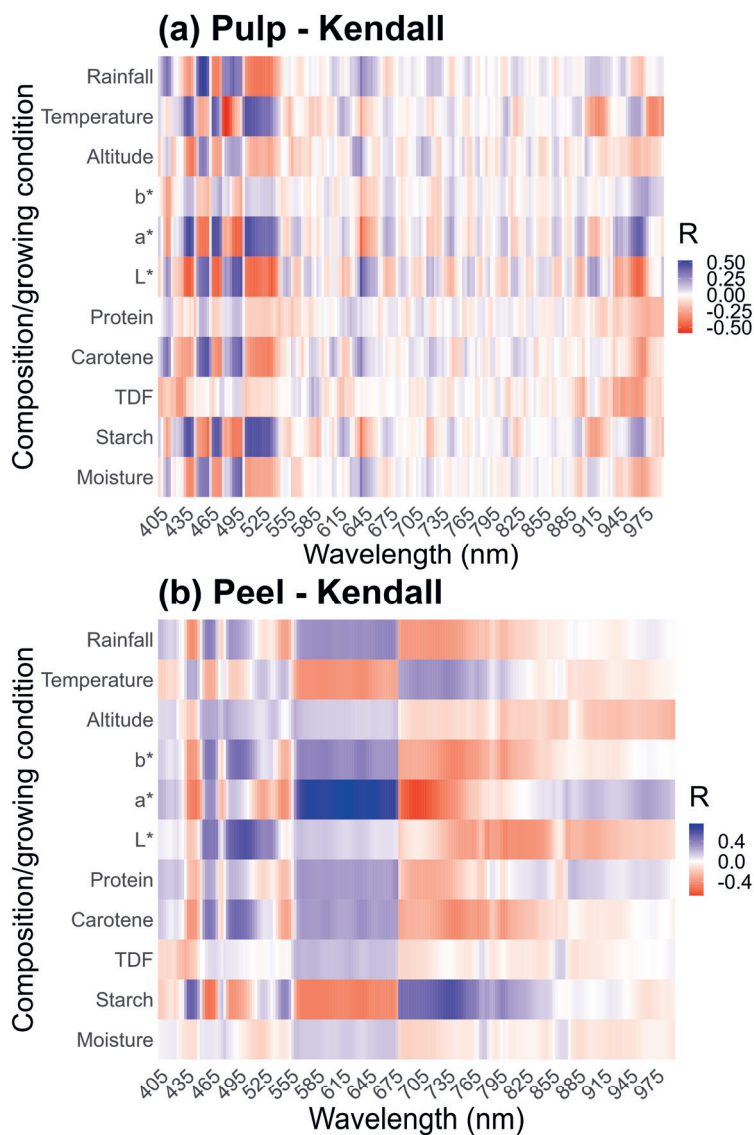 (a) Pulp - Kendall
Composition/growing condition
Rainfall
Temperature
Altitude
b*
a*
L*
Protein
Carotene
TDF
Starch
Moisture
R
0.50
0.25
0.00
-0.25
-0.50
405 435 465 495 525 555 585 615 645 675 705 735 765 795 825 855 885 915 945 975
Wavelength (nm)
(b) Peel - Kendall
Composition/growing condition
Rainfall
Temperature
Altitude
b*
a*
L*
Protein
Carotene
TDF
Starch
Moisture
R
0.4
0.0
-0.4
405 435 465 495 525 555 585 615 645 675 705 735 765 795 825 855 885 915 945 975
Wavelength (nm)